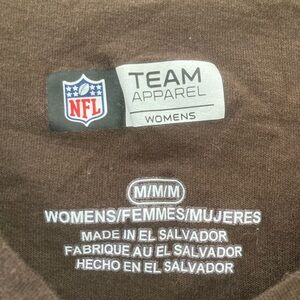 NFL
TEAM
APPAREL
WOMENS
M/M/M
WOMENS/FEMMES/MUJERES
MADE IN EL SALVADOR
FABRIQUE AU EL SALVADOR
HECHO EN EL SALVADOR